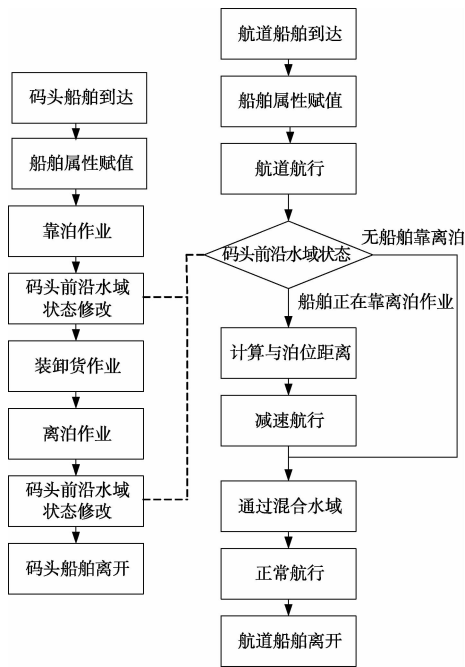 码头船舶到达
船舶属性赋值
靠泊作业
码头前沿水域
状态修改
装卸货作业
离泊作业
码头前沿水域
状态修改
码头船舶离开
航道船舶到达
船舶属性赋值
航道航行
码头前沿水域状态
无船舶靠离泊
船舶正在靠离泊作业
计算与泊位距离
减速航行
通过混合水域
正常航行
航道船舶离开